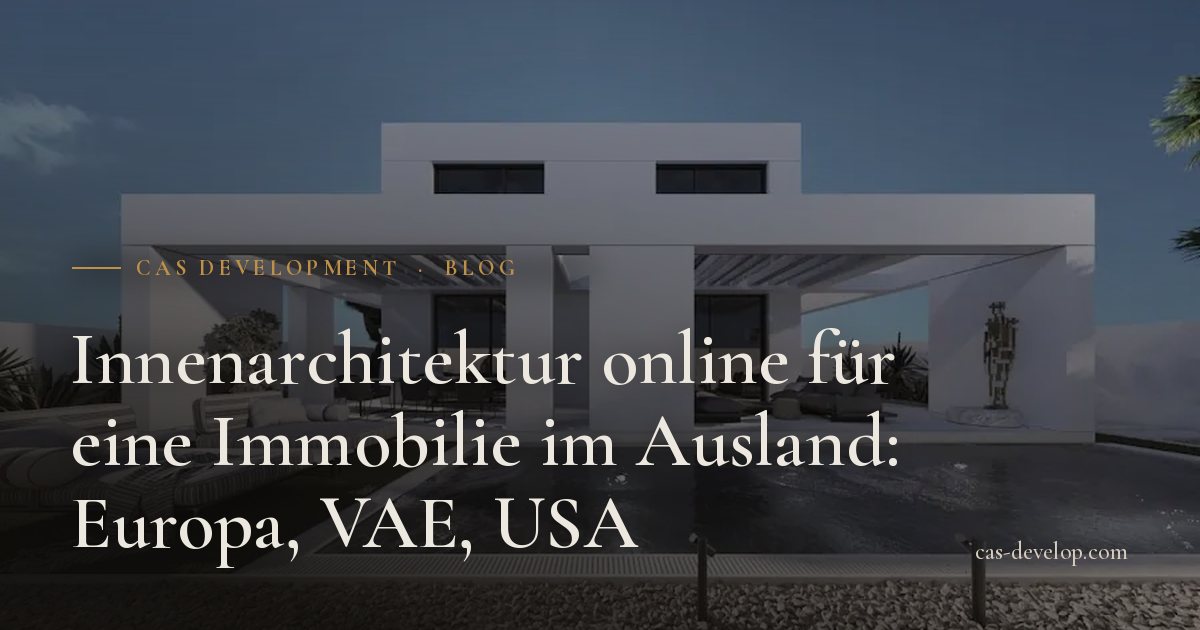 CAS DEVELOPMENT · BLOG
Innenarchitektur online für
eine Immobilie im Ausland:
Europa, VAE, USA
cas-develop.com